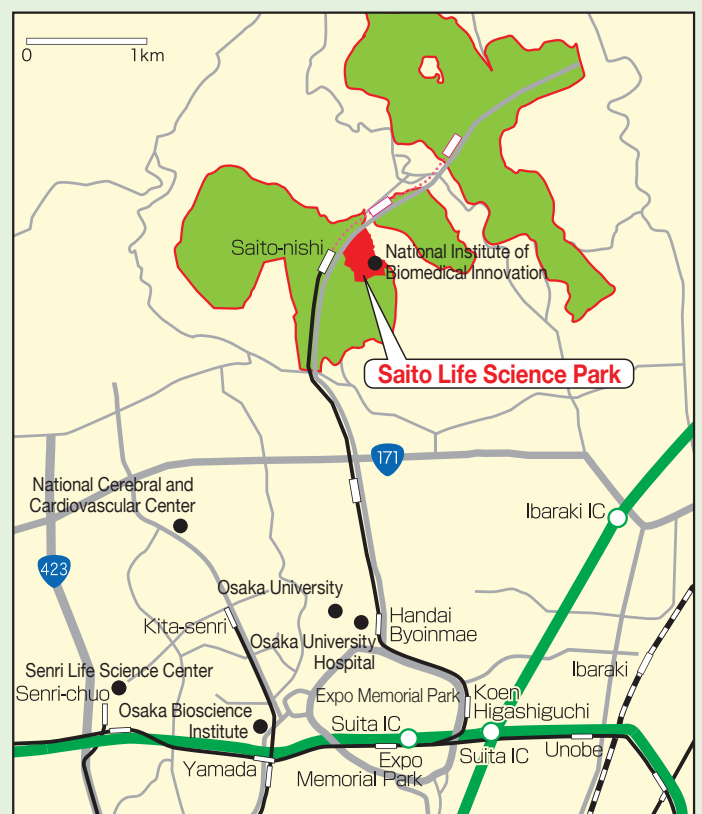 0 1km
Saito-nishi
National Institute of
Biomedical Innovation
Saito Life Science Park
171
National Cerebral and
Cardiovascular Center
Ibaraki IC
423
Osaka University
Kita-senri
Handai
Byoinmae
Osaka University
Hospital
Senri Life Science Center
Senri-chuo
Ibaraki
Expo Memorial Park
Koen
Higashiguchi
Osaka Bioscience
Institute
Suita IC
Yamada
Expo
Memorial Park
Suita IC
Unobe